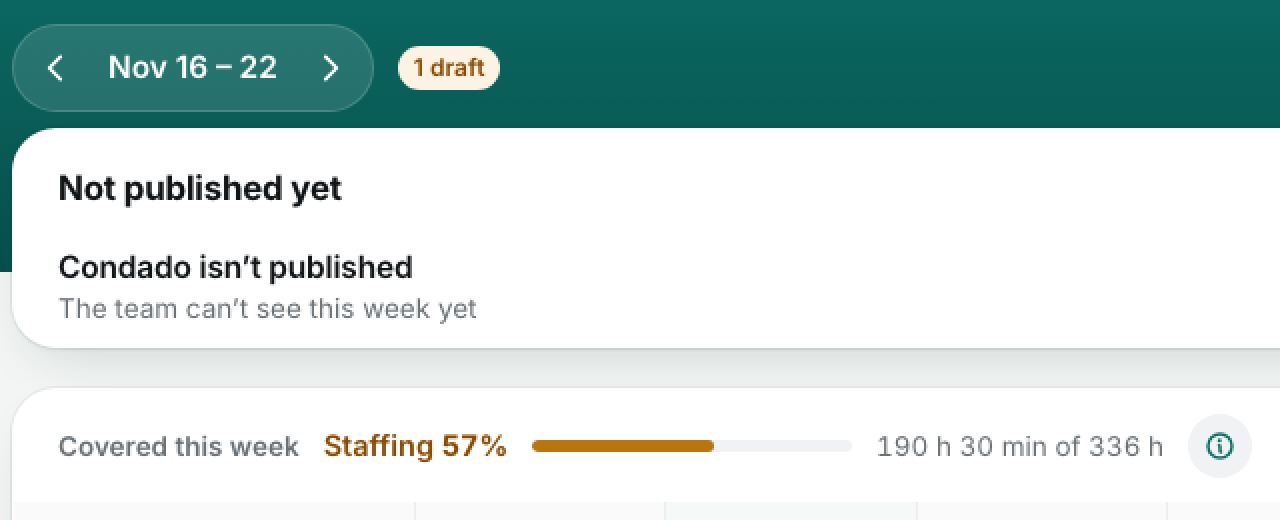 Nov 16 – 22
1 draft
Not published yet
Condado isn’t published
The team can’t see this week yet
Covered this week Staffing 57% 190 h 30 min of 336 h